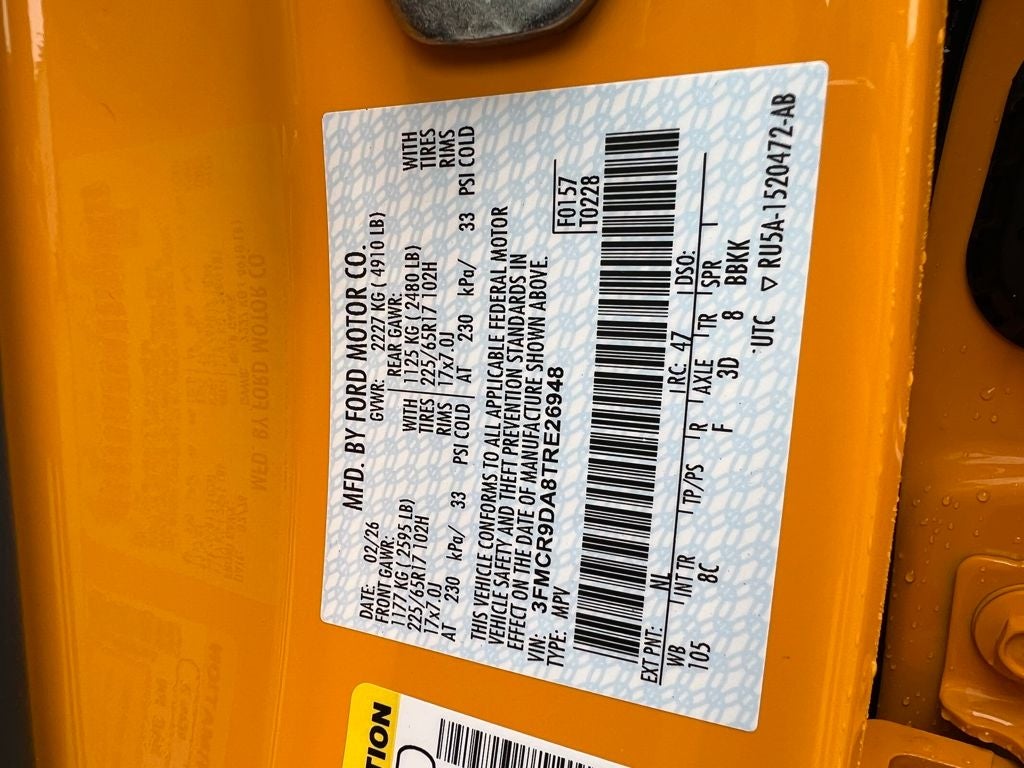 MFD. BY FORD MOTOR CO.
DATE: 02/26 GVWR: 2227 KG ( 4910 LB)
FRONT GAWR: REAR GAWR:
1177 KG ( 2595 LB) WITH 1125 KG ( 2480 LB) WITH
225/65R17 102H TIRES 225/65R17 102H TIRES
17x7.0J RIMS 17x7.0J RIMS
AT 230 kPa/ 33 PSI COLD AT 230 kPa/ 33 PSI COLD
THIS VEHICLE CONFORMS TO ALL APPLICABLE FEDERAL MOTOR
VEHICLE SAFETY AND THEFT PREVENTION STANDARDS IN
EFFECT ON THE DATE OF MANUFACTURE SHOWN ABOVE.
VIN: 3FMCR9DA8TRE26948 F0157
TYPE: MPV T0228
EXT PNT: NL RC: 47 DSO:
WB INT TR TP/PS R AXLE TR SPR
105 8C F 3D 8 BBKK
UTC ▽ RU5A-1520472-AB
TION